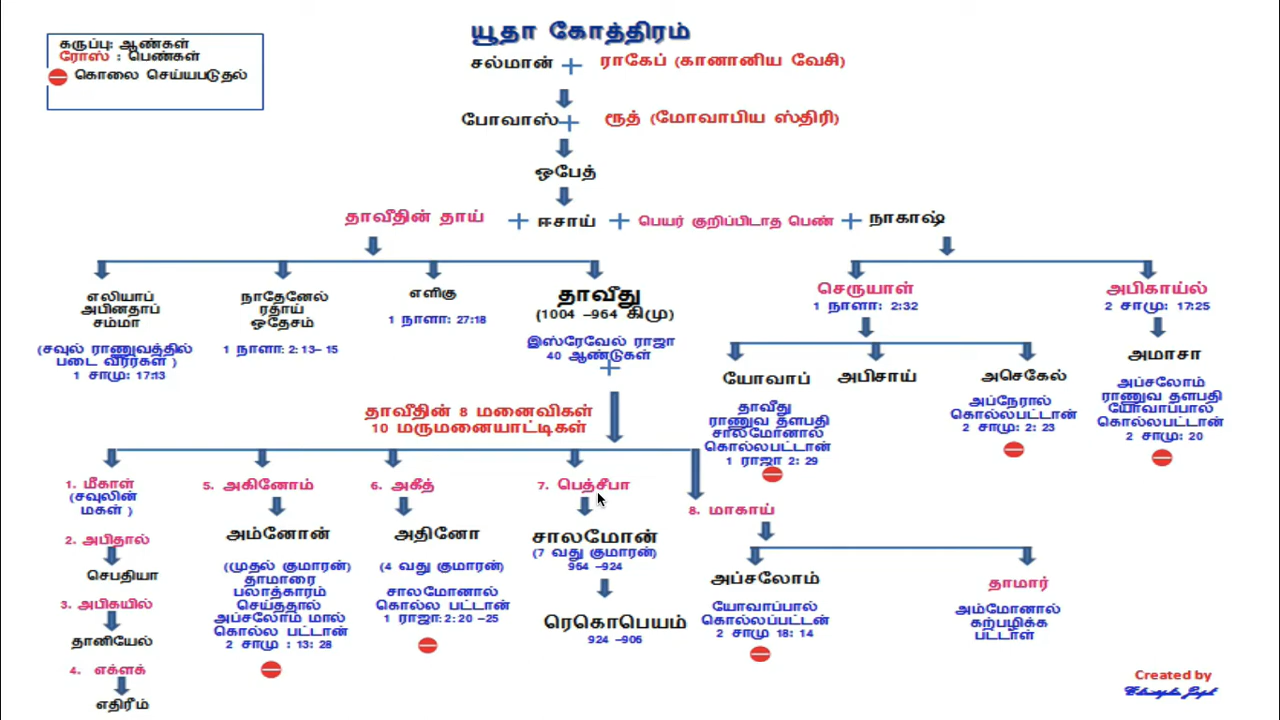 யூதா கோத்திரம்
கருப்பு: ஆண்கள்
ரோஸ் : பெண்கள்
கொலை செய்யபடுதல்
சல்மான் + ராகேப் (கானானிய வேசி)
போவாஸ் + ரூத் (மோவாபிய ஸ்திரி)
ஒபேத்
தாவீதின் தாய் + ஈசாய் + பெயர் குறிப்பிடாத பெண் + நாகாஷ்
எலியாப்
அபினதாப்
சம்மா
(சவுல் ராணுவத்தில்
படை வீரர்கள் )
1 சாமு: 17:13
நாதேனேல்
ரதாய்
ஒதேசம்
1 நாளா: 2: 13– 15
எளிகு
1 நாளா: 27:18
தாவீது
(1004 –964 கிமு)
இஸ்ரேவேல் ராஜா
40 ஆண்டுகள்
+
செருயாள்
1 நாளா: 2:32
அபிகாய்ல்
2 சாமு: 17:25
யோவாப்
தாவீது
ராணுவ தளபதி
சாலமோனால்
கொல்லபட்டான்
1 ராஜா 2: 29
அபிசாய்
அசெகேல்
அப்நேரால்
கொல்லபட்டான்
2 சாமு: 2: 23
அமாசா
அப்சலோம்
ராணுவ தளபதி
யோவாப்பால்
கொல்லபட்டான்
2 சாமு: 20
தாவீதின் 8 மனைவிகள்
10 மருமனையாட்டிகள்
1. மீகாள்
(சவுலின்
மகள் )
2. அபிதால்
செபதியா
3. அபிகயில்
தானியேல்
4. எக்ளக்
எதிரீம்
5. அகினோம்
அம்னோன்
(முதல் குமாரன்)
தாமாரை
பலாத்காரம்
செய்ததால்
அப்சலோம் மால்
கொல்ல பட்டான்
2 சாமு : 13: 28
6. அகீத்
அதினோ
(4 வது குமாரன்)
சாலமோனால்
கொல்ல பட்டான்
1 ராஜா: 2: 20 –25
7. பெத்சீபா
சாலமோன்
(7 வது குமாரன்)
964 –924
ரெகொபெயம்
924 –906
8. மாகாய்
அப்சலோம்
யோவாப்பால்
கொல்லப்பட்டன்
2 சாமு 18: 14
தாமார்
அம்மோனால்
கற்பழிக்க
பட்டாள்
Created by